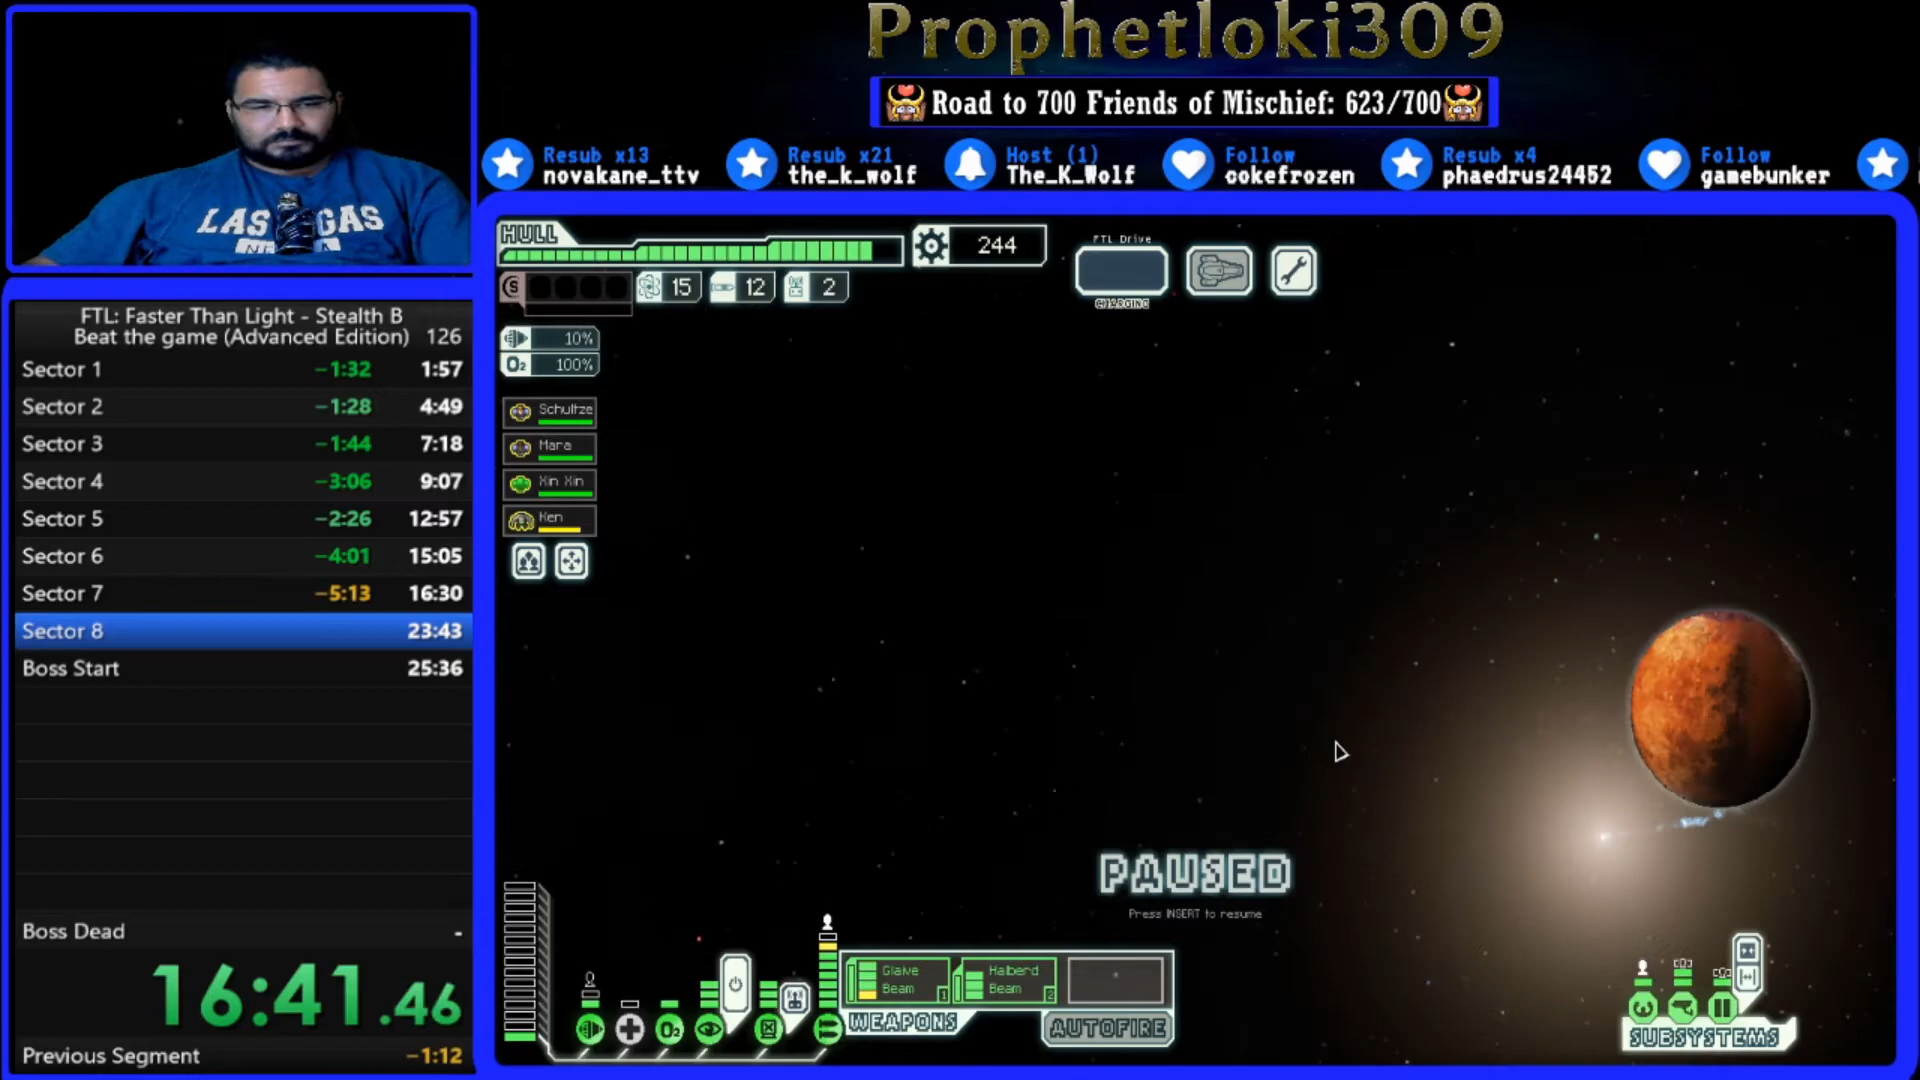 Prophetloki309
Road to 700 Friends of Mischief: 623/700
Resub x13
novakane_ttv
Resub x21
the_k_wolf
Host (1)
The_K_Wolf
Follow
cokefrozen
Resub x4
phaedrus24452
Follow
gamebunker
LAS VEGAS
HULL
244
FTL Drive
CHARGING
S
15
12
2
10%
O2
100%
Schultze
Mara
Xin Xin
Ken
FTL: Faster Than Light - Stealth B
Beat the game (Advanced Edition) 126
Sector 1 -1:32 1:57
Sector 2 -1:28 4:49
Sector 3 -1:44 7:18
Sector 4 -3:06 9:07
Sector 5 -2:26 12:57
Sector 6 -4:01 15:05
Sector 7 -5:13 16:30
Sector 8 23:43
Boss Start 25:36
Boss Dead -
16:41.46
Previous Segment -1:12
PAUSED
Press INSERT to resume
Glaive
Beam 1
Halberd
Beam 2
O2
WEAPONS
AUTOFIRE
SUBSYSTEMS